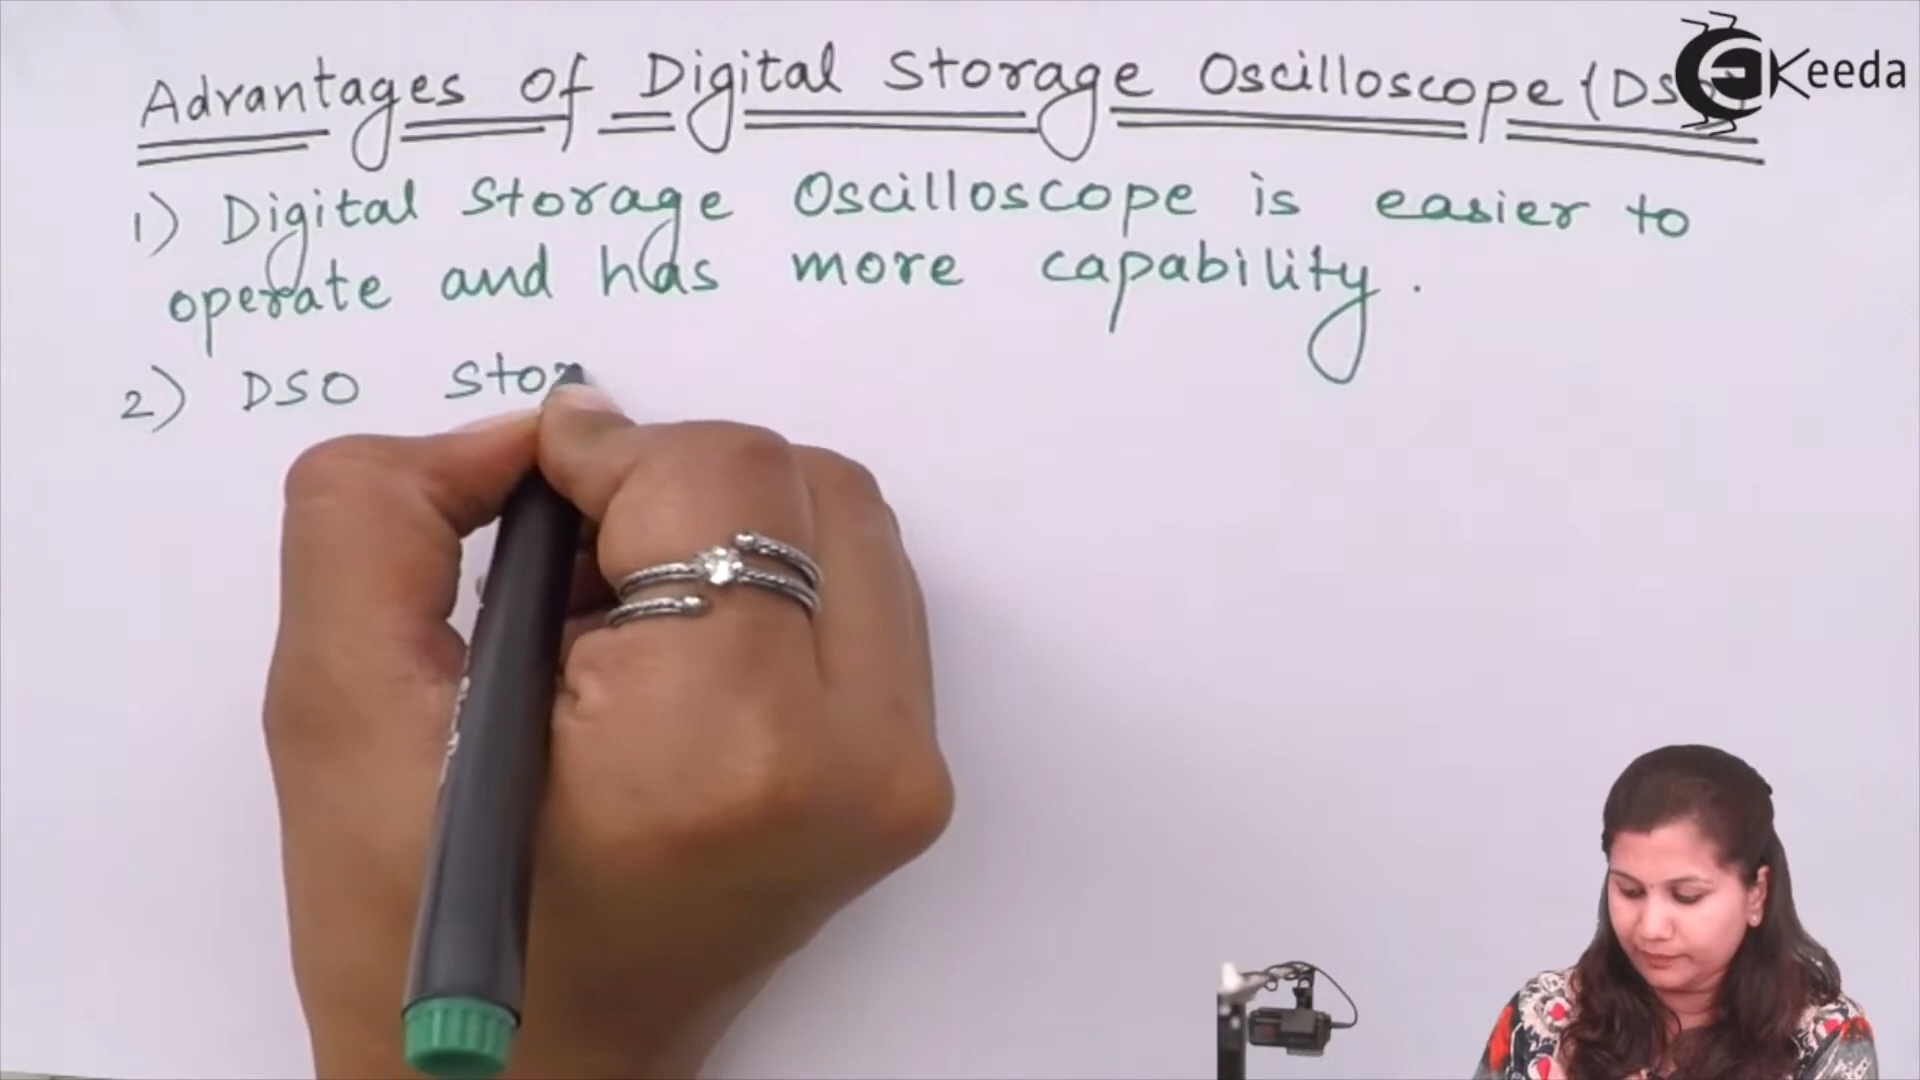 Advantages of Digital Storage Oscilloscope (DSO)
Keeda
1) Digital Storage Oscilloscope is easier to
operate and has more capability.
2) DSO stor